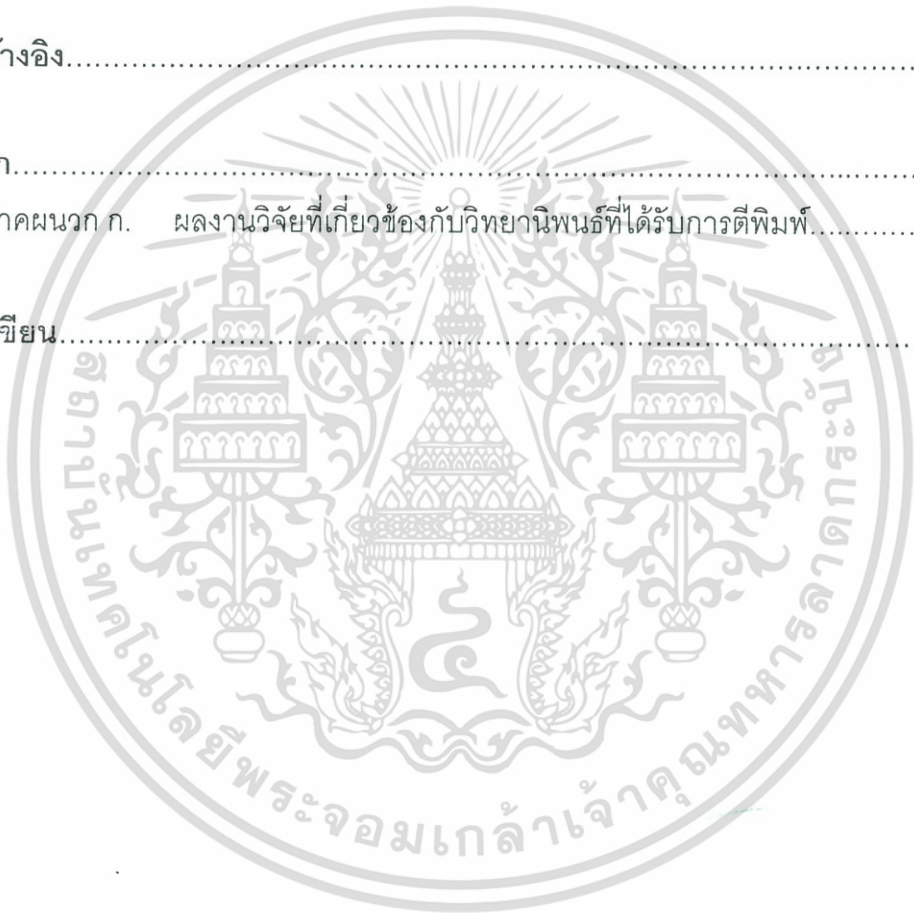 ้างอิง
ก
าคผนวก ก. ผลงานวิจัยที่เกี่ยวข้องกับวิทยานิพนธ์ที่ได้รับการตีพิมพ์
ขียน
สถาบันเทคโนโลยีพระจอมเกล้าเจ้าคุณทหารลาดกระบัง